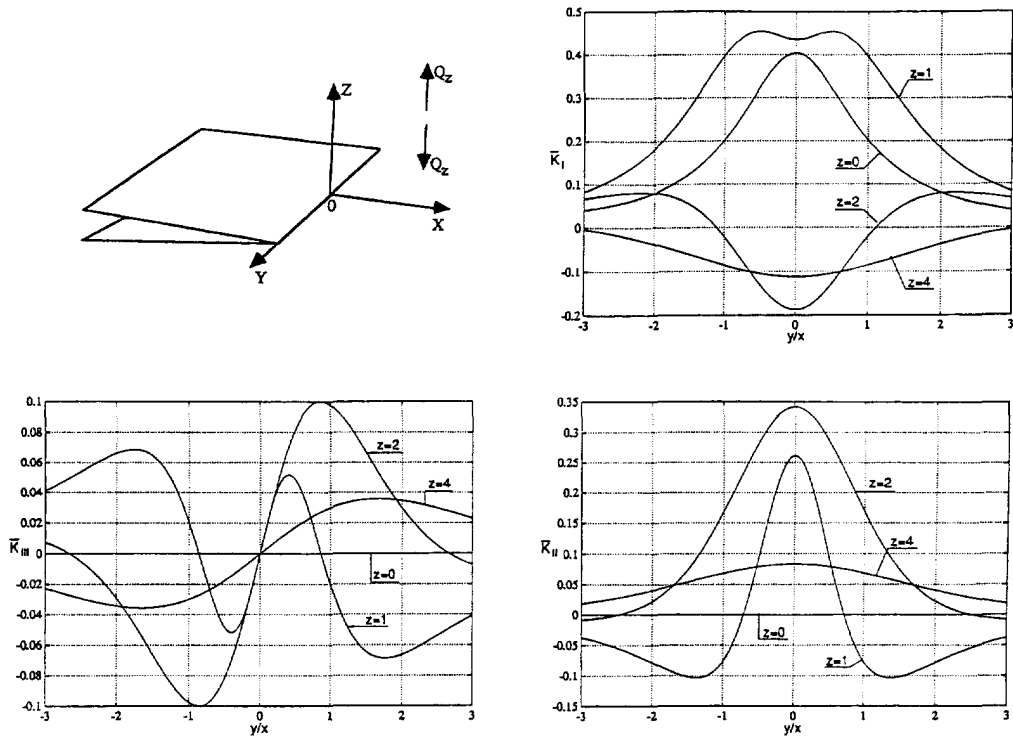 Z
Q_z
Q_z
0
X
Y
0.5
0.4
0.3
0.2
0.1
0
-0.1
-0.2
K̄_I
z=1
z=0
z=2
z=4
-3 -2 -1 0 1 2 3
y/x
0.1
0.08
0.06
0.04
0.02
0
-0.02
-0.04
-0.06
-0.08
-0.1
K̄_III
z=2
z=4
z=0
z=1
-3 -2 -1 0 1 2 3
y/x
0.35
0.3
0.25
0.2
0.15
0.1
0.05
0
-0.05
-0.1
-0.15
K̄_II
z=2
z=4
z=0
z=1
-3 -2 -1 0 1 2 3
y/x